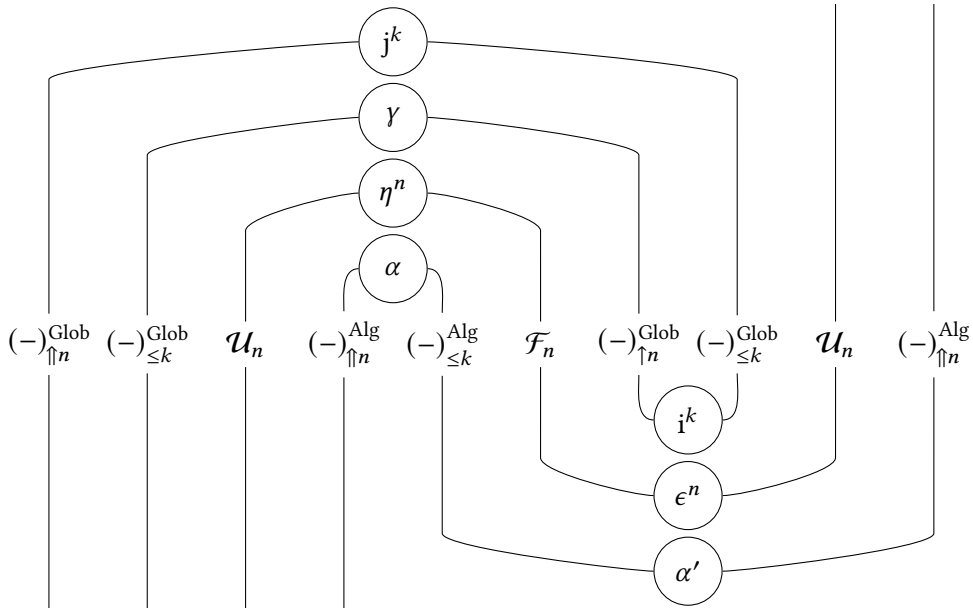 j^k
γ
η^n
α
(−)^Glob_⇑n (−)^Glob_≤k 𝒰_n (−)^Alg_⇑n (−)^Alg_≤k ℱ_n (−)^Glob_↑n (−)^Glob_≤k 𝒰_n (−)^Alg_⇑n
i^k
ϵ^n
α′